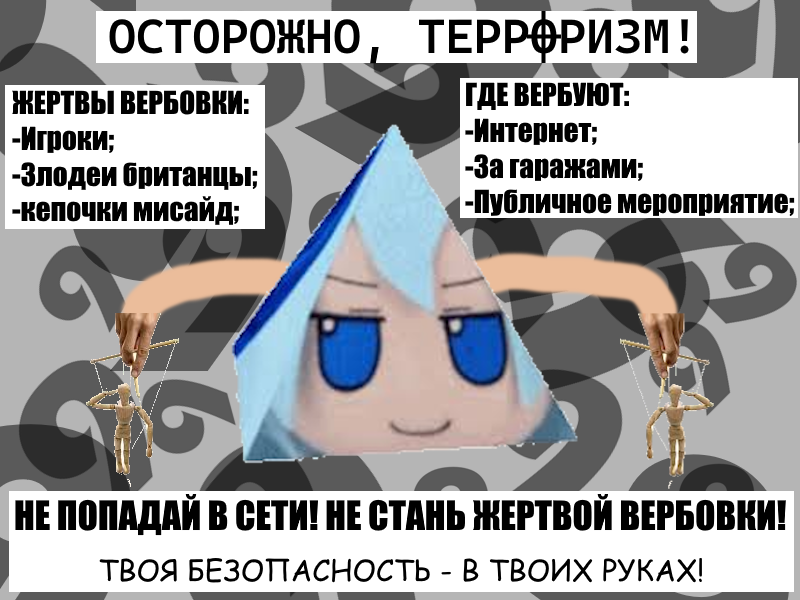 ОСТОРОЖНО, ТЕРРФРИЗМ!
ЖЕРТВЫ ВЕРБОВКИ:
-Игроки;
-Злодеи британцы;
-кепочки мисайд;
ГДЕ ВЕРБУЮТ:
-Интернет;
-За гаражами;
-Публичное мероприятие;
НЕ ПОПАДАЙ В СЕТИ! НЕ СТАНЬ ЖЕРТВОЙ ВЕРБОВКИ!
ТВОЯ БЕЗОПАСНОСТЬ - В ТВОИХ РУКАХ!